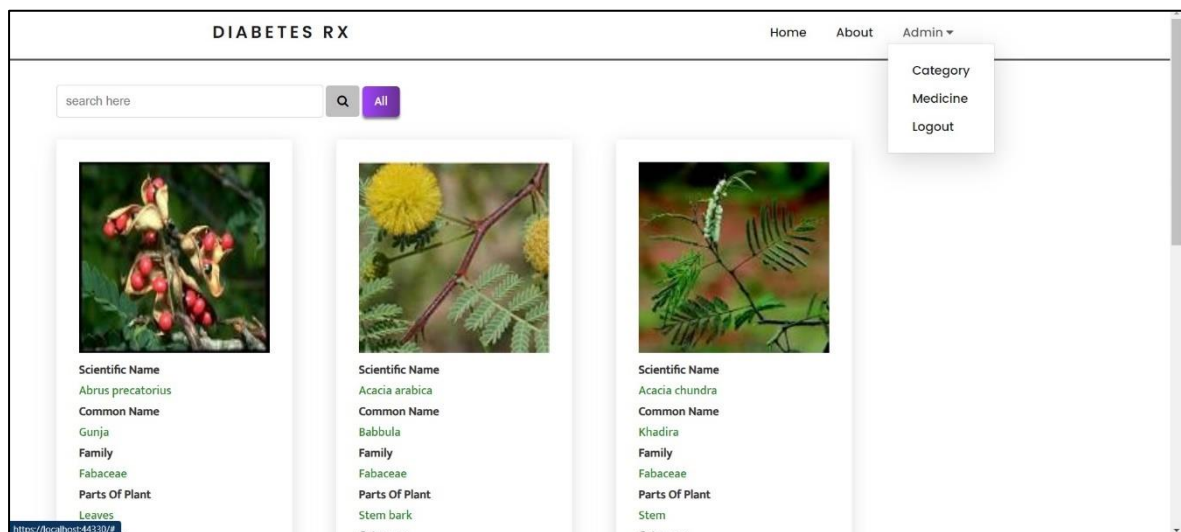 DIABETES RX
Home About Admin
Category
Medicine
Logout
search here
All
Scientific Name
Abrus precatorius
Common Name
Gunja
Family
Fabaceae
Parts Of Plant
Leaves
Scientific Name
Acacia arabica
Common Name
Babbula
Family
Fabaceae
Parts Of Plant
Stem bark
Scientific Name
Acacia chundra
Common Name
Khadira
Family
Fabaceae
Parts Of Plant
Stem
https://localhost:44330/#